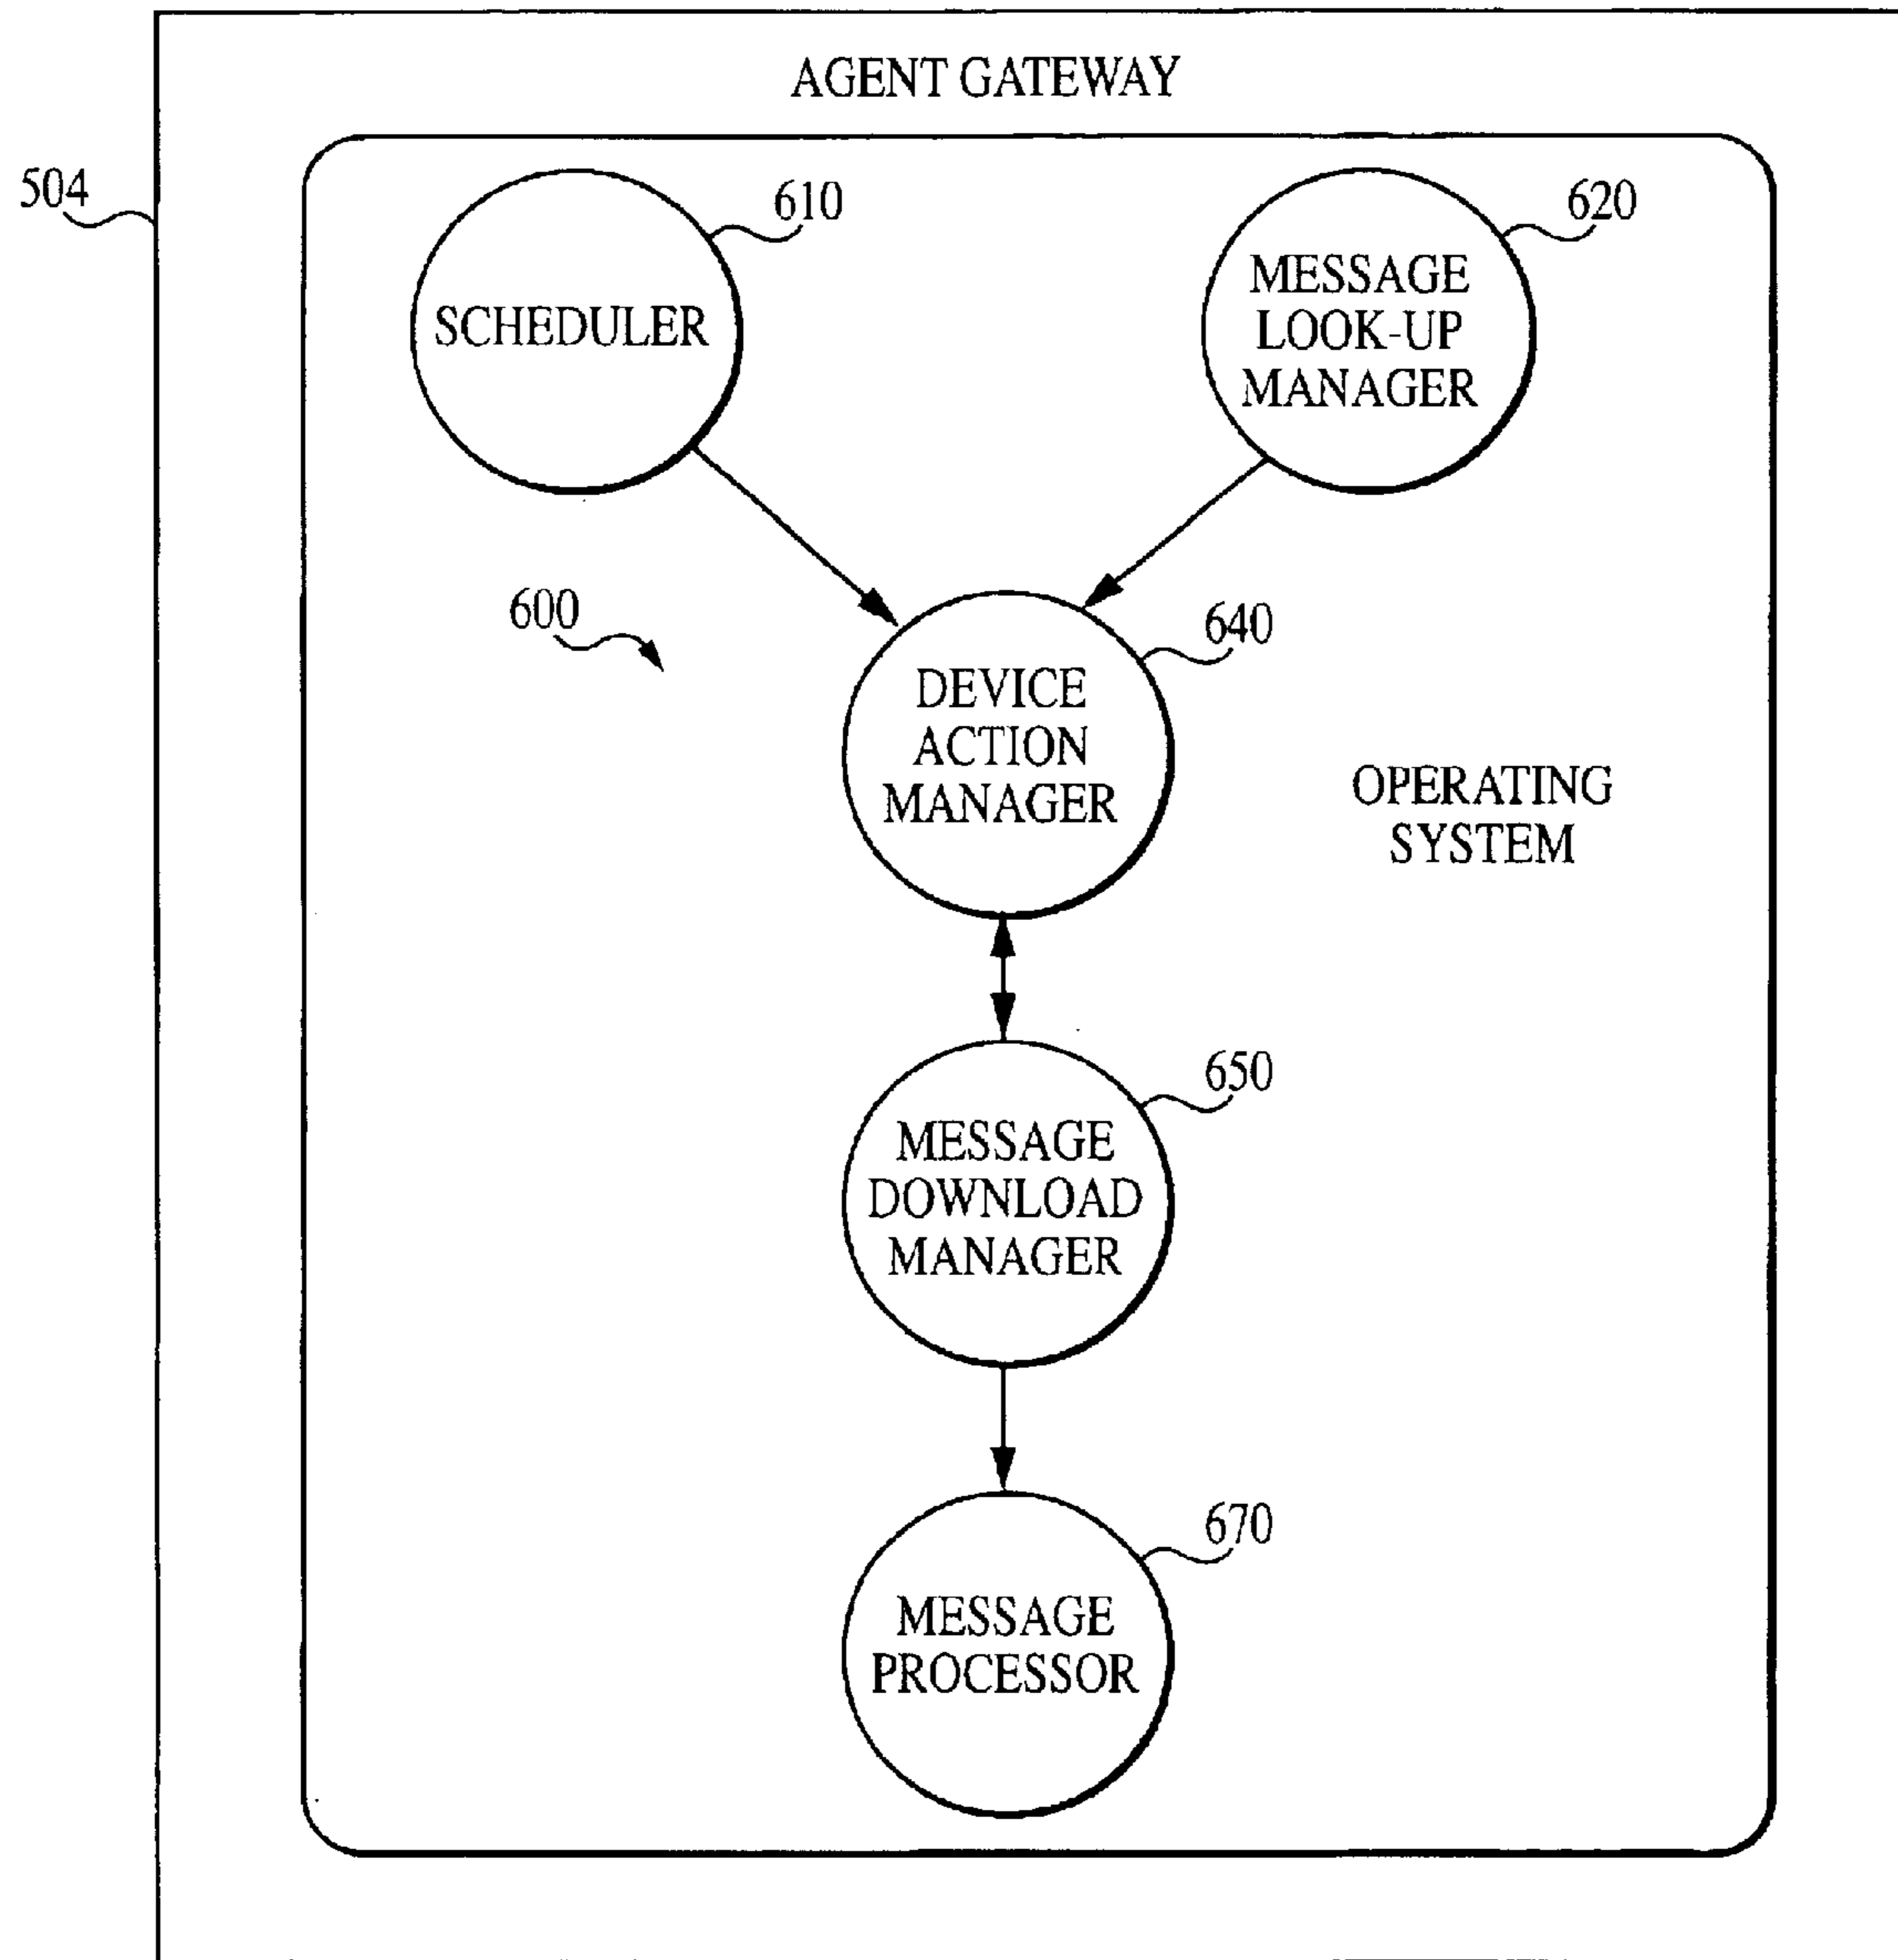 AGENT GATEWAY
504
610
620
SCHEDULER
MESSAGE
LOOK-UP
MANAGER
600
640
DEVICE
ACTION
MANAGER
OPERATING
SYSTEM
650
MESSAGE
DOWNLOAD
MANAGER
670
MESSAGE
PROCESSOR